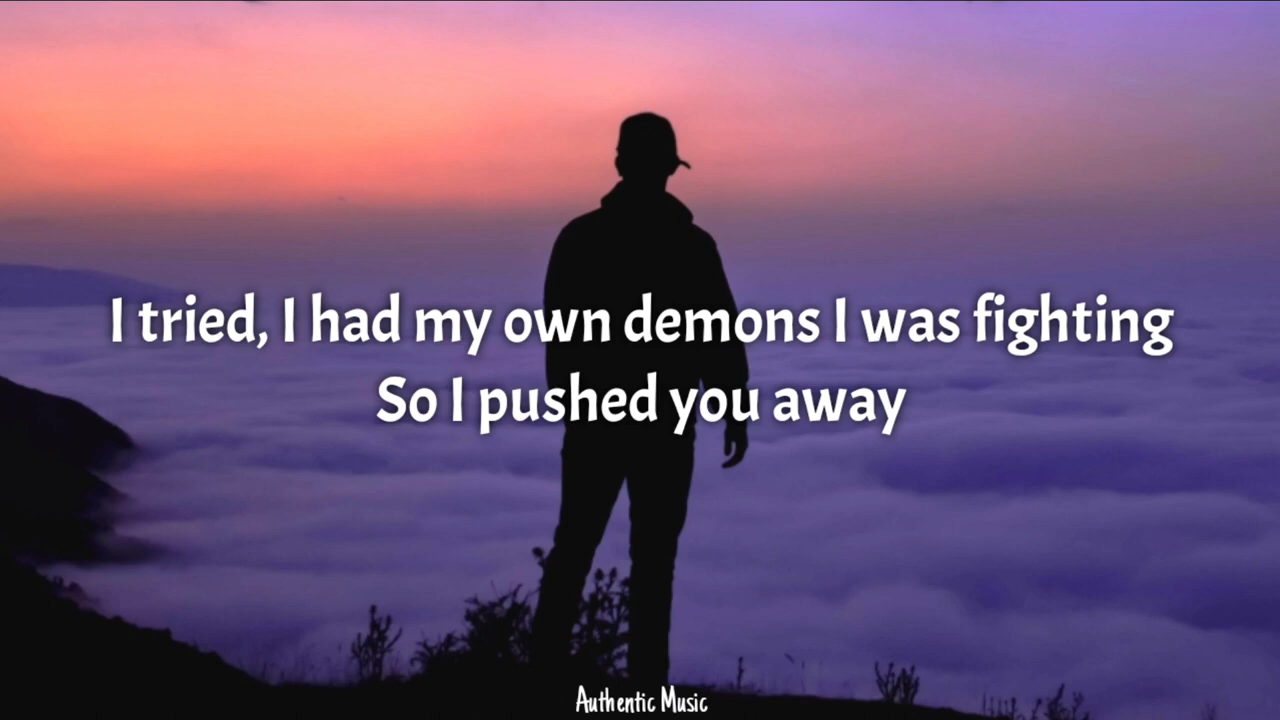 I tried, I had my own demons I was fighting
So I pushed you away
Authentic Music